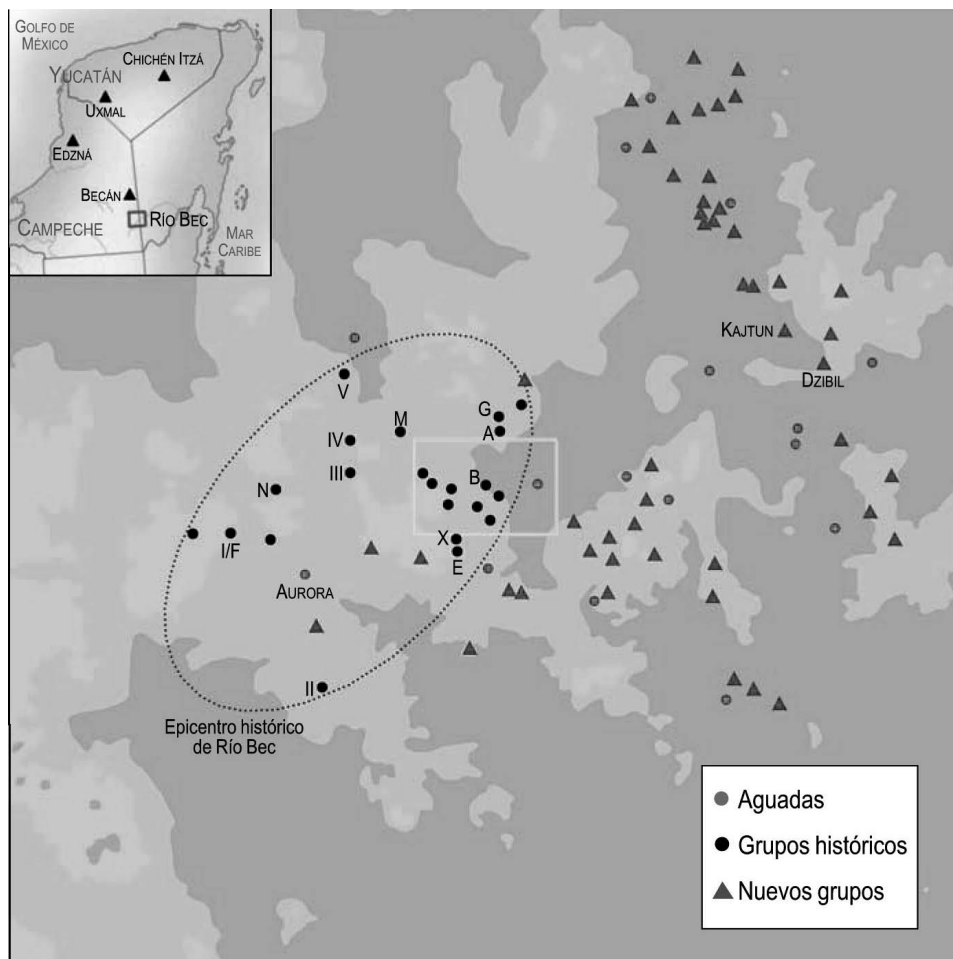 GOLFO DE
MÉXICO
YUCATÁN
CHICHÉN ITZÁ
UXMAL
EDZNÁ
BECÁN
RÍO BEC
CAMPECHE
MAR
CARIBE
KAJTUN
DZIBIL
V
G
M
A
IV
III
B
N
X
I/F
E
AURORA
II
Epicentro histórico
de Río Bec
Aguadas
Grupos históricos
Nuevos grupos